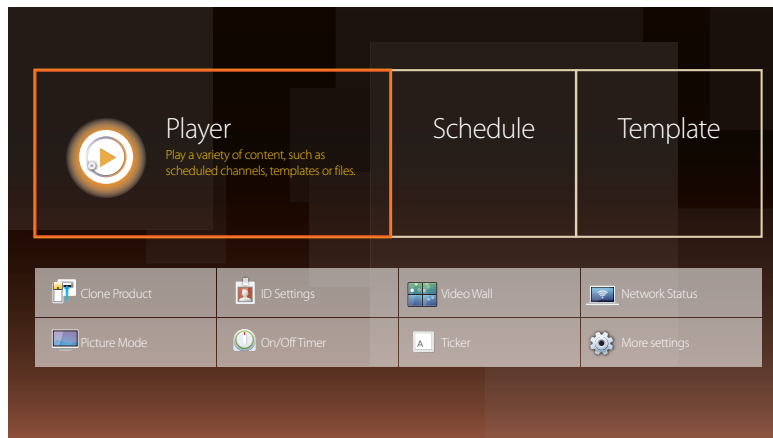 Player
Play a variety of content, such as
scheduled channels, templates or files.
Schedule
Template
Clone Product
ID Settings
Video Wall
Network Status
Picture Mode
On/Off Timer
A
Ticker
More settings